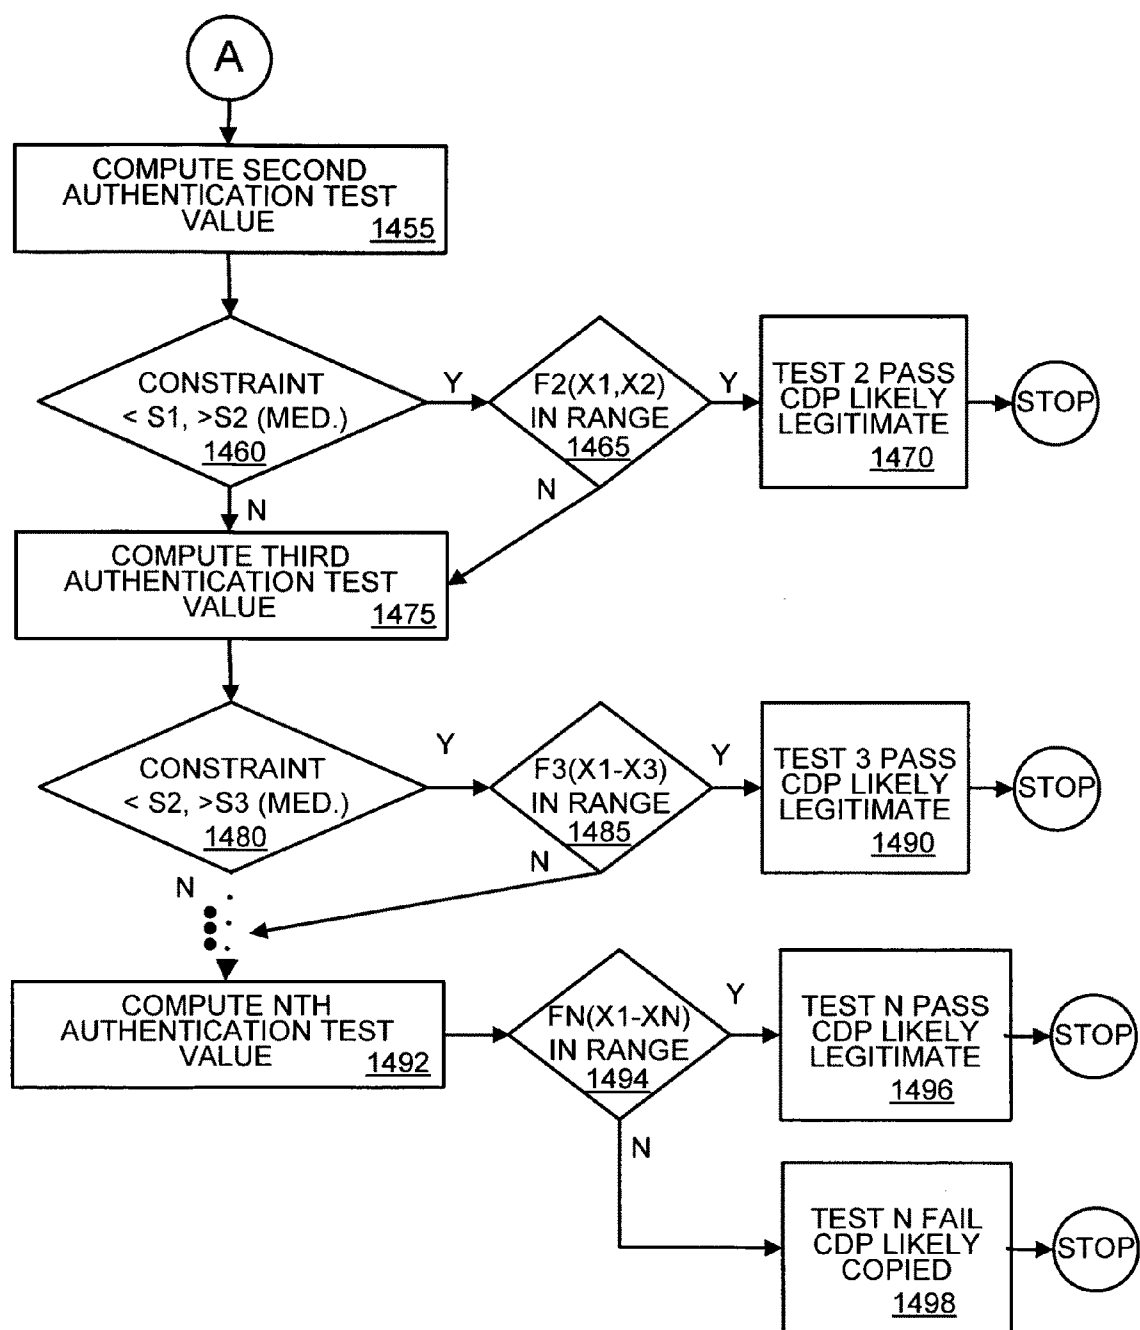 A
COMPUTE SECOND
AUTHENTICATION TEST
VALUE
1455
CONSTRAINT
< S1, >S2 (MED.)
1460
Y
N
F2(X1,X2)
IN RANGE
1465
Y
N
TEST 2 PASS
CDP LIKELY
LEGITIMATE
1470
STOP
COMPUTE THIRD
AUTHENTICATION TEST
VALUE
1475
CONSTRAINT
< S2, >S3 (MED.)
1480
Y
N
F3(X1-X3)
IN RANGE
1485
Y
N
TEST 3 PASS
CDP LIKELY
LEGITIMATE
1490
STOP
COMPUTE NTH
AUTHENTICATION TEST
VALUE
1492
FN(X1-XN)
IN RANGE
1494
Y
N
TEST N PASS
CDP LIKELY
LEGITIMATE
1496
STOP
TEST N FAIL
CDP LIKELY
COPIED
1498
STOP